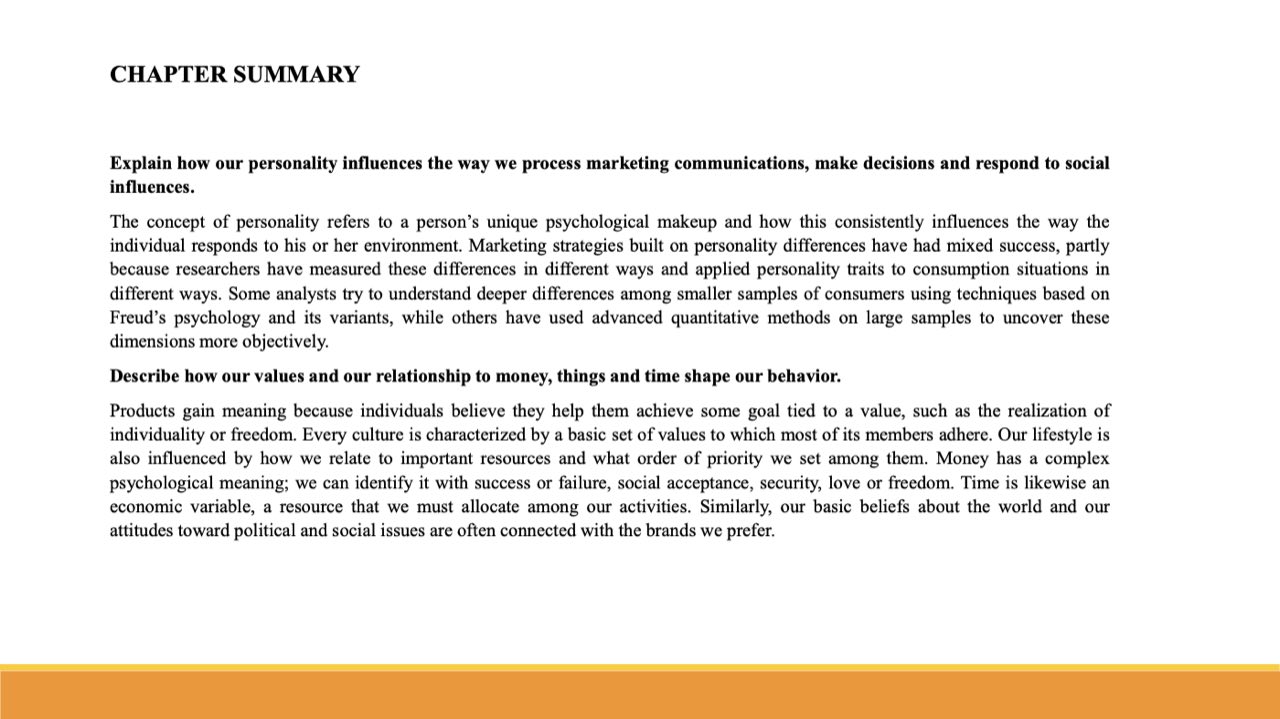 CHAPTER SUMMARY
Explain how our personality influences the way we process marketing communications, make decisions and respond to social
influences.
The concept of personality refers to a person’s unique psychological makeup and how this consistently influences the way the
individual responds to his or her environment. Marketing strategies built on personality differences have had mixed success, partly
because researchers have measured these differences in different ways and applied personality traits to consumption situations in
different ways. Some analysts try to understand deeper differences among smaller samples of consumers using techniques based on
Freud’s psychology and its variants, while others have used advanced quantitative methods on large samples to uncover these
dimensions more objectively.
Describe how our values and our relationship to money, things and time shape our behavior.
Products gain meaning because individuals believe they help them achieve some goal tied to a value, such as the realization of
individuality or freedom. Every culture is characterized by a basic set of values to which most of its members adhere. Our lifestyle is
also influenced by how we relate to important resources and what order of priority we set among them. Money has a complex
psychological meaning; we can identify it with success or failure, social acceptance, security, love or freedom. Time is likewise an
economic variable, a resource that we must allocate among our activities. Similarly, our basic beliefs about the world and our
attitudes toward political and social issues are often connected with the brands we prefer.